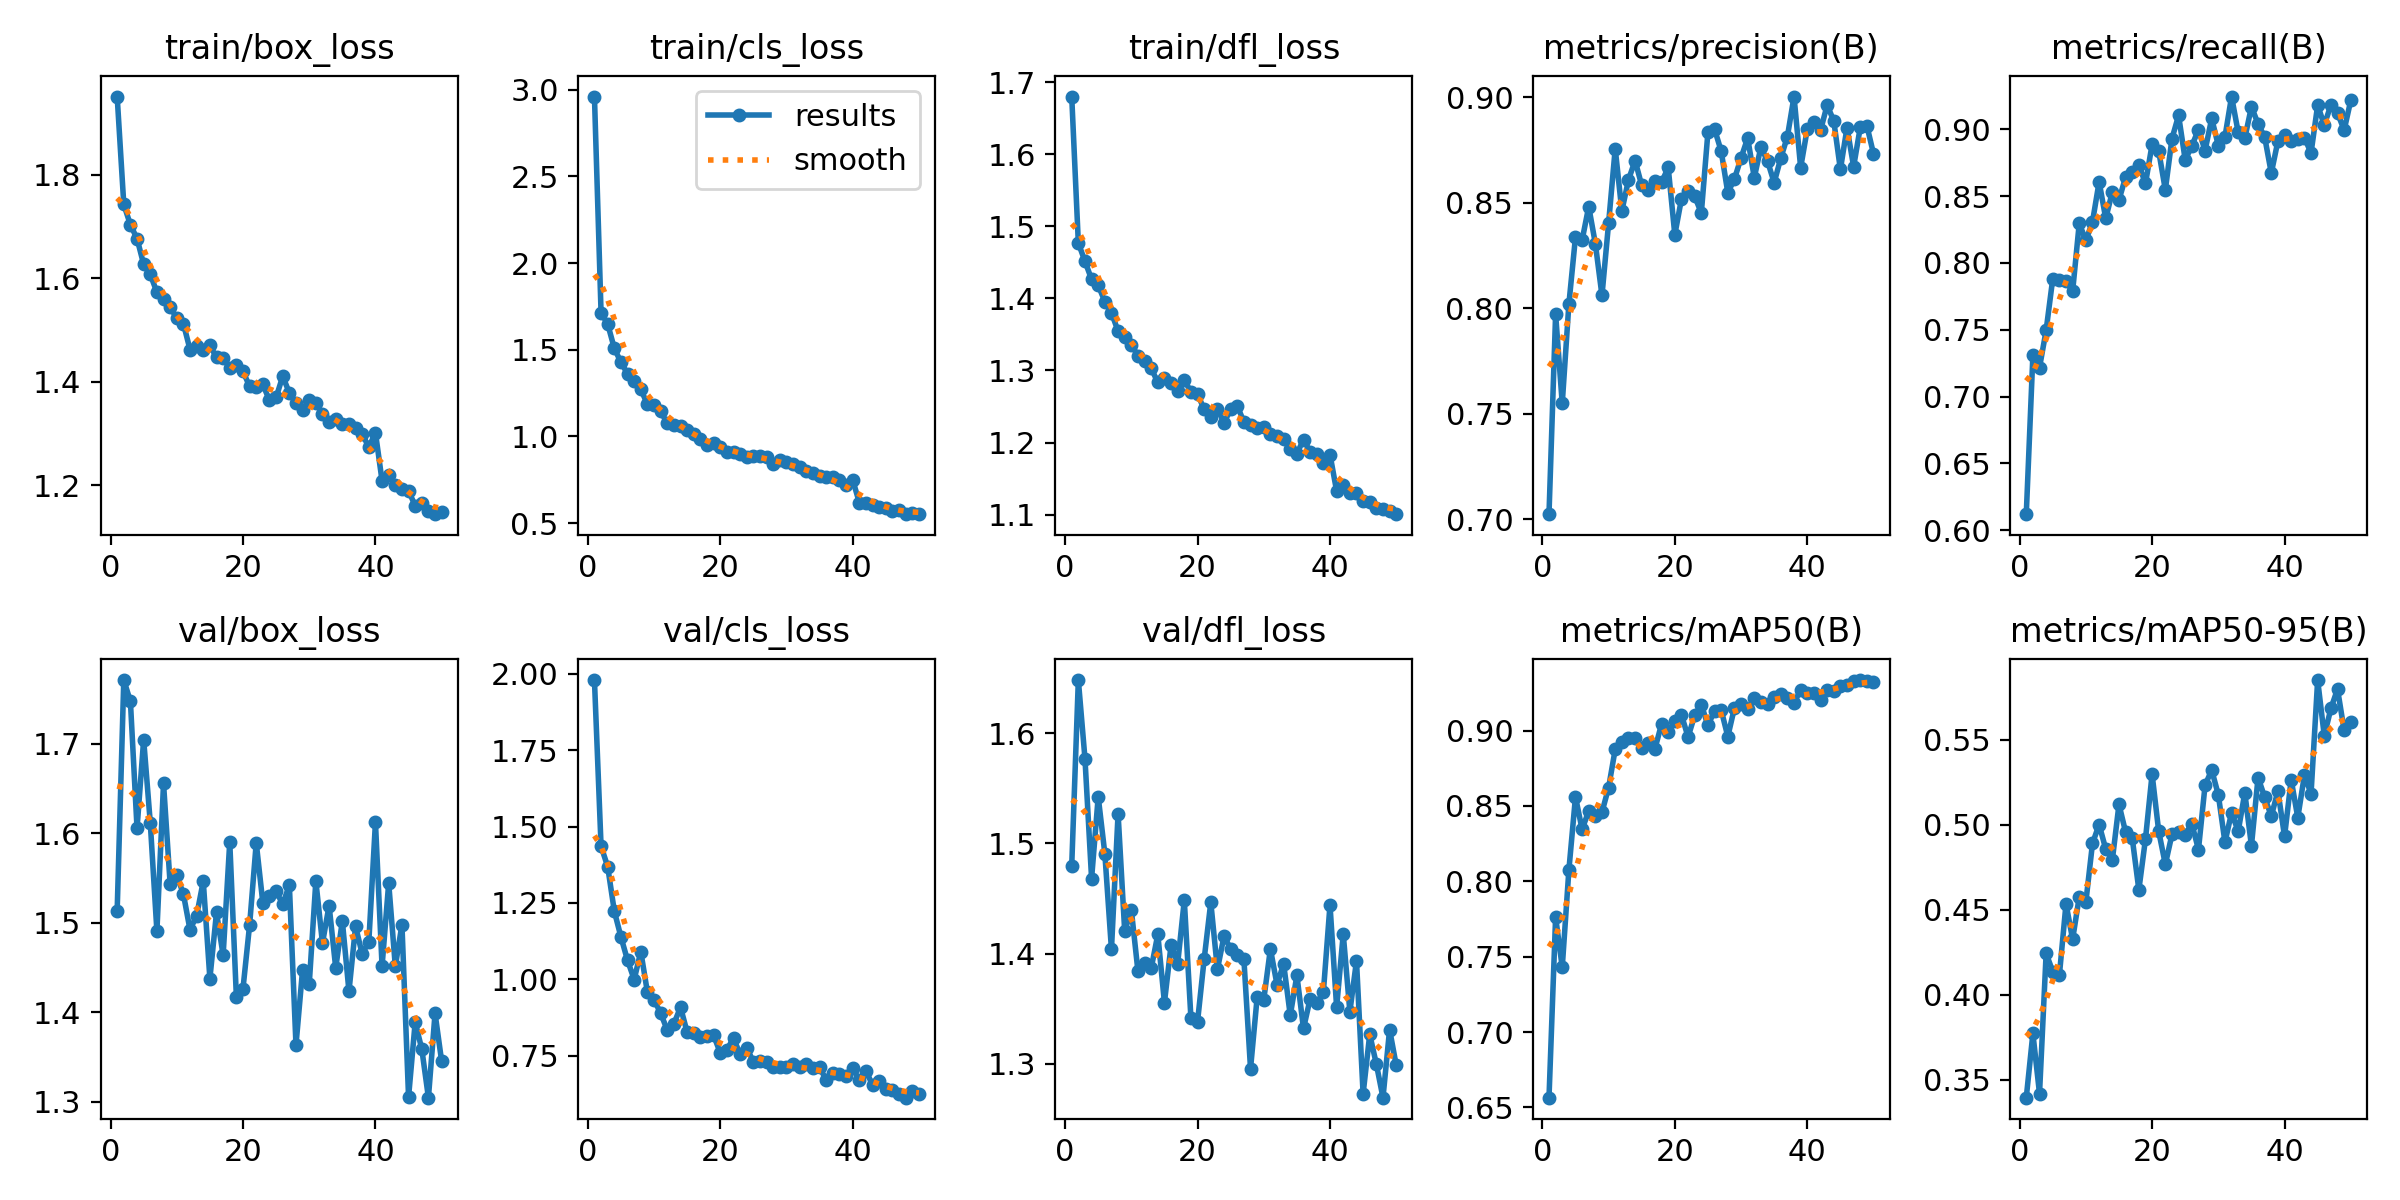 train/box_loss
1.8
1.6
1.4
1.2
0 20 40
train/cls_loss
results
smooth
3.0
2.5
2.0
1.5
1.0
0.5
0 20 40
train/dfl_loss
1.7
1.6
1.5
1.4
1.3
1.2
1.1
0 20 40
metrics/precision(B)
0.90
0.85
0.80
0.75
0.70
0 20 40
metrics/recall(B)
0.90
0.85
0.80
0.75
0.70
0.65
0.60
0 20 40
val/box_loss
1.7
1.6
1.5
1.4
1.3
0 20 40
val/cls_loss
2.00
1.75
1.50
1.25
1.00
0.75
0 20 40
val/dfl_loss
1.6
1.5
1.4
1.3
0 20 40
metrics/mAP50(B)
0.90
0.85
0.80
0.75
0.70
0.65
0 20 40
metrics/mAP50-95(B)
0.55
0.50
0.45
0.40
0.35
0 20 40